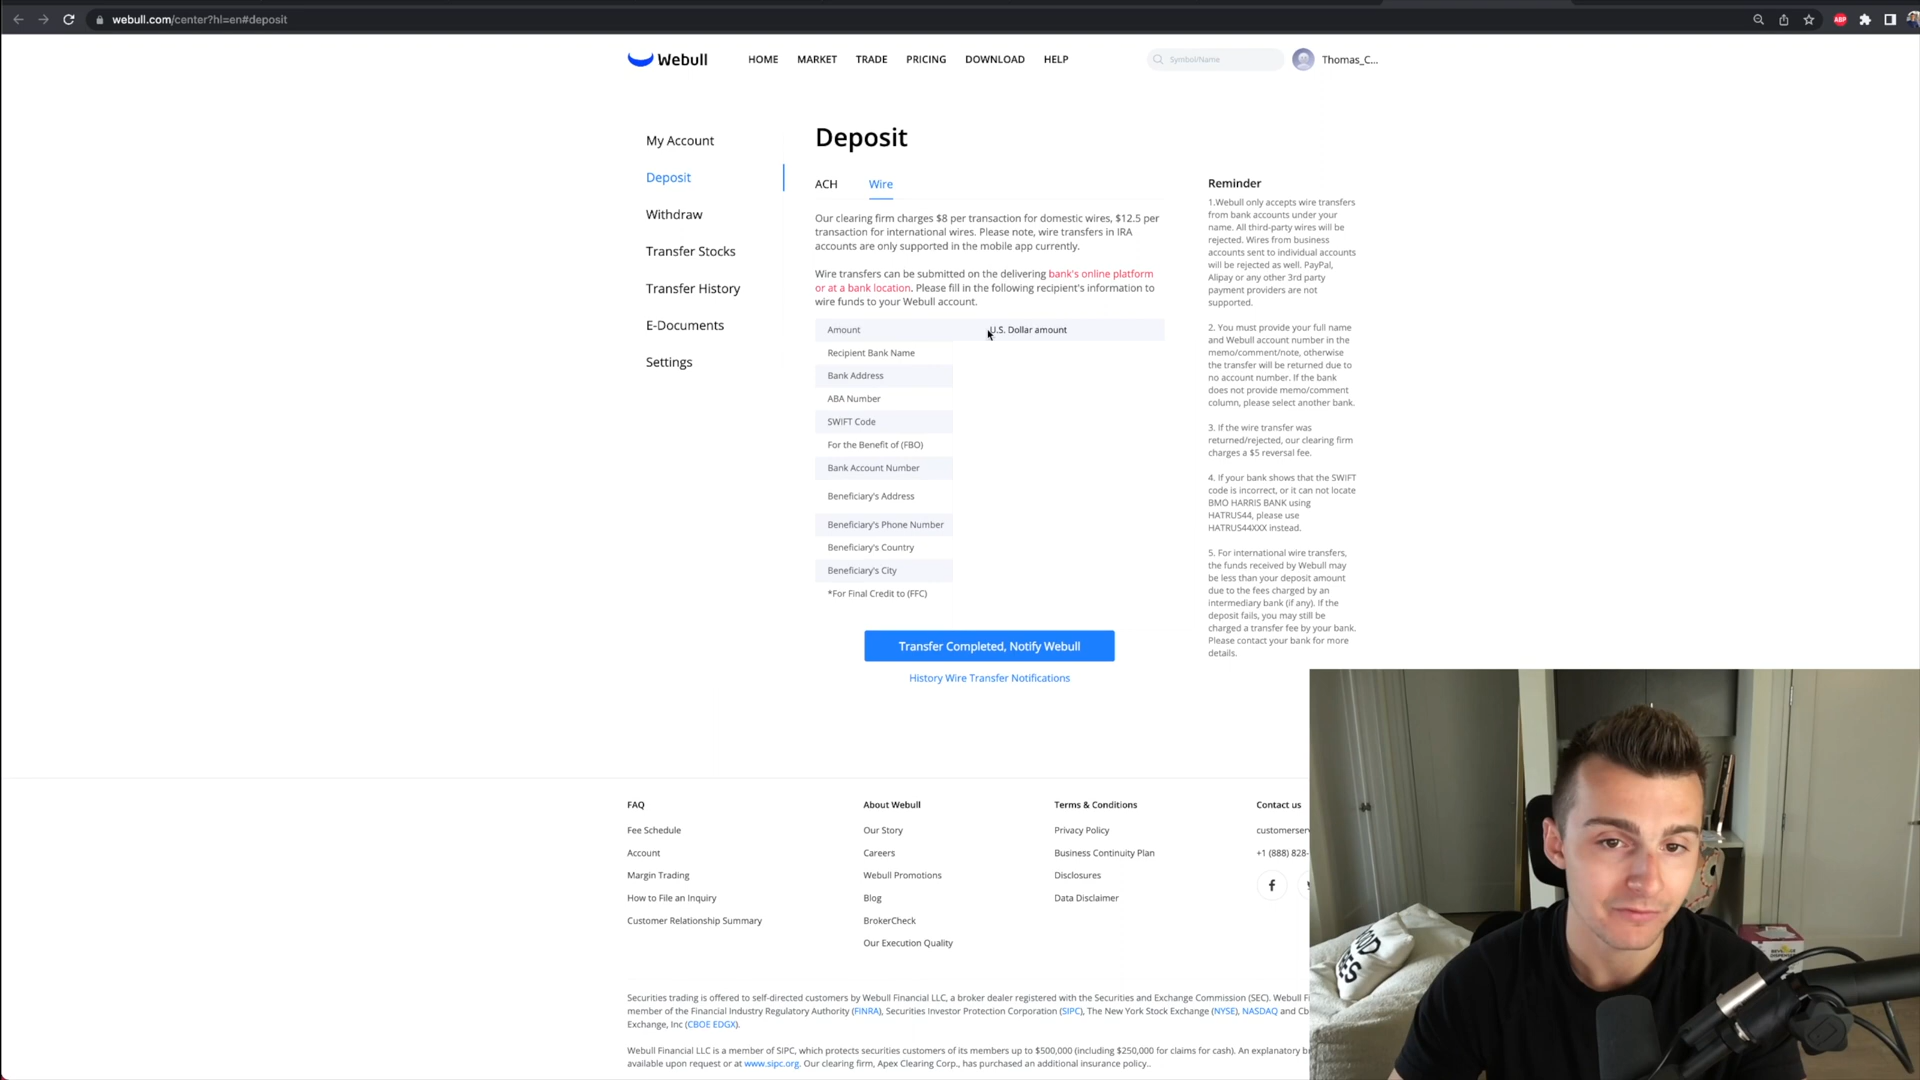 webull.com/center?hl=en#deposit
ABP
Webull
HOME
MARKET
TRADE
PRICING
DOWNLOAD
HELP
Symbol/Name
Thomas_C...
My Account
Deposit
Withdraw
Transfer Stocks
Transfer History
E-Documents
Settings
Deposit
ACH
Wire
Our clearing firm charges $8 per transaction for domestic wires, $12.5 per
transaction for international wires. Please note, wire transfers in IRA
accounts are only supported in the mobile app currently.
Wire transfers can be submitted on the delivering bank's online platform
or at a bank location. Please fill in the following recipient's information to
wire funds to your Webull account.
Amount
U.S. Dollar amount
Recipient Bank Name
Bank Address
ABA Number
SWIFT Code
For the Benefit of (FBO)
Bank Account Number
Beneficiary's Address
Beneficiary's Phone Number
Beneficiary's Country
Beneficiary's City
*For Final Credit to (FFC)
Transfer Completed, Notify Webull
History Wire Transfer Notifications
Reminder
1.Webull only accepts wire transfers
from bank accounts under your
name. All third-party wires will be
rejected. Wires from business
accounts sent to individual accounts
will be rejected as well. PayPal,
Alipay or any other 3rd party
payment providers are not
supported.
2. You must provide your full name
and Webull account number in the
memo/comment/note, otherwise
the transfer will be returned due to
no account number. If the bank
does not provide memo/comment
column, please select another bank.
3. If the wire transfer was
returned/rejected, our clearing firm
charges a $5 reversal fee.
4. If your bank shows that the SWIFT
code is incorrect, or it can not locate
BMO HARRIS BANK using
HATRUS44, please use
HATRUS44XXX instead.
5. For international wire transfers,
the funds received by Webull may
be less than your deposit amount
due to the fees charged by an
intermediary bank (if any). If the
deposit fails, you may still be
charged a transfer fee by your bank.
Please contact your bank for more
details.
FAQ
Fee Schedule
Account
Margin Trading
How to File an Inquiry
Customer Relationship Summary
About Webull
Our Story
Careers
Webull Promotions
Blog
BrokerCheck
Our Execution Quality
Terms & Conditions
Privacy Policy
Business Continuity Plan
Disclosures
Data Disclaimer
Contact us
customerser
+1 (888) 828-
Securities trading is offered to self-directed customers by Webull Financial LLC, a broker dealer registered with the Securities and Exchange Commission (SEC). Webull F
member of the Financial Industry Regulatory Authority (FINRA), Securities Investor Protection Corporation (SIPC), The New York Stock Exchange (NYSE), NASDAQ and Cb
Exchange, Inc (CBOE EDGX).
Webull Financial LLC is a member of SIPC, which protects securities customers of its members up to $500,000 (including $250,000 for claims for cash). An explanatory br
available upon request or at www.sipc.org. Our clearing firm, Apex Clearing Corp., has purchased an additional insurance policy..